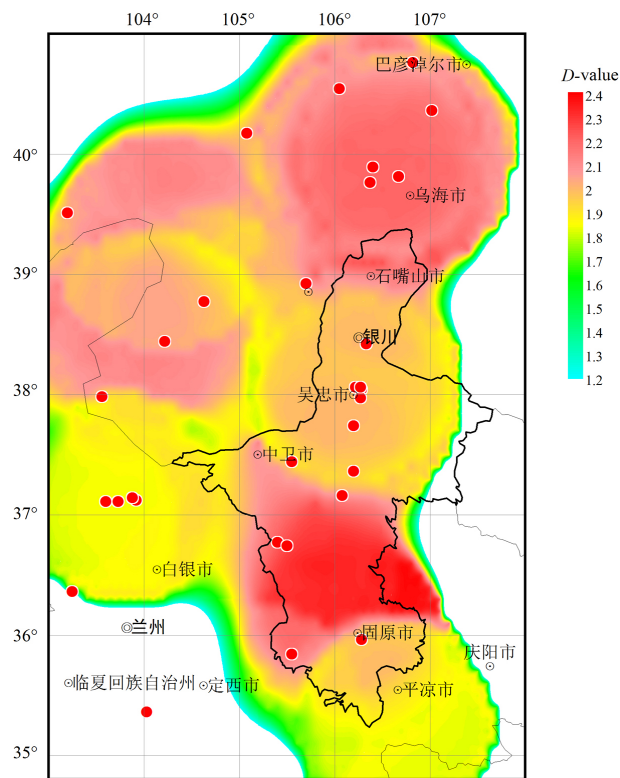 104° 105° 106° 107°
D-value
巴彦淖尔市
2.4
2.3
2.2
2.1
2
1.9
1.8
1.7
1.6
1.5
1.4
1.3
1.2
40°
乌海市
39°
石嘴山市
银川
38°
吴忠市
中卫市
37°
白银市
36°
兰州
固原市
庆阳市
临夏回族自治州
定西市
平凉市
35°